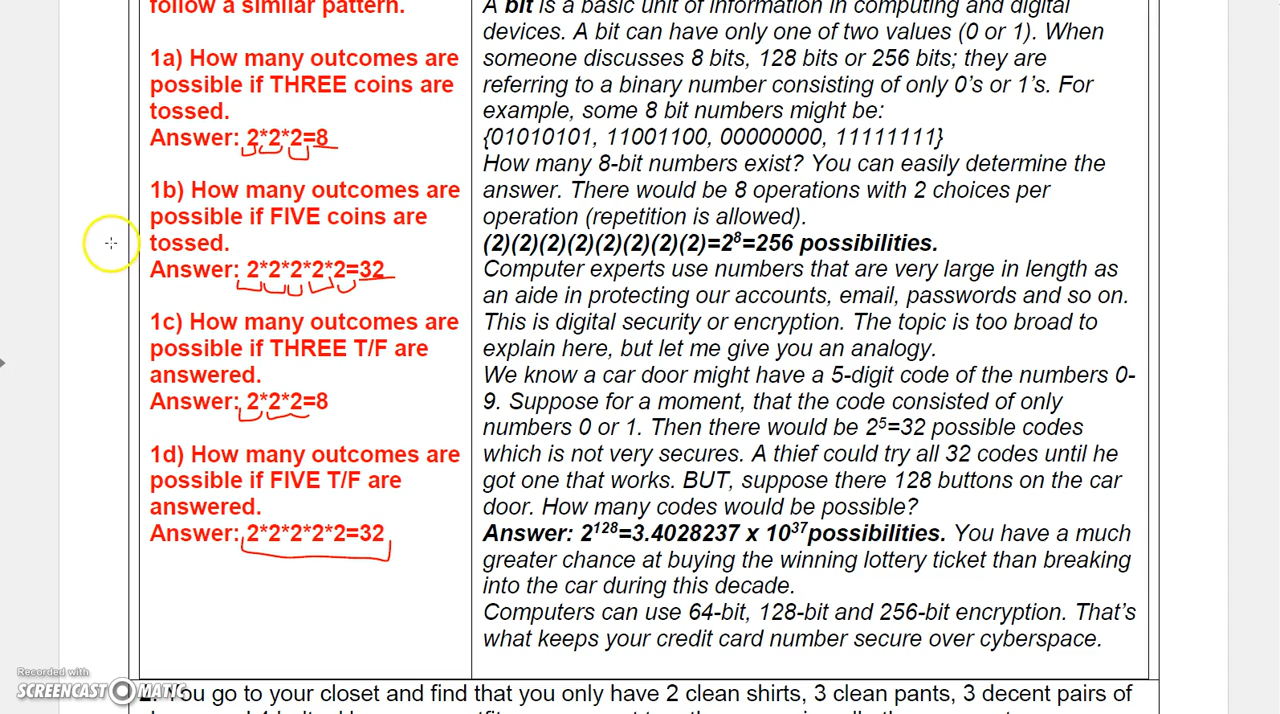 follow a similar pattern.
1a) How many outcomes are
possible if THREE coins are
tossed.
Answer: 2*2*2=8
1b) How many outcomes are
possible if FIVE coins are
tossed.
Answer: 2*2*2*2*2=32
1c) How many outcomes are
possible if THREE T/F are
answered.
Answer: 2*2*2=8
1d) How many outcomes are
possible if FIVE T/F are
answered.
Answer: 2*2*2*2*2=32
A bit is a basic unit of information in computing and digital
devices. A bit can have only one of two values (0 or 1). When
someone discusses 8 bits, 128 bits or 256 bits; they are
referring to a binary number consisting of only 0's or 1's. For
example, some 8 bit numbers might be:
{01010101, 11001100, 00000000, 11111111}
How many 8-bit numbers exist? You can easily determine the
answer. There would be 8 operations with 2 choices per
operation (repetition is allowed).
(2)(2)(2)(2)(2)(2)(2)(2)=2⁸=256 possibilities.
Computer experts use numbers that are very large in length as
an aide in protecting our accounts, email, passwords and so on.
This is digital security or encryption. The topic is too broad to
explain here, but let me give you an analogy.
We know a car door might have a 5-digit code of the numbers 0-
9. Suppose for a moment, that the code consisted of only
numbers 0 or 1. Then there would be 2⁵=32 possible codes
which is not very secures. A thief could try all 32 codes until he
got one that works. BUT, suppose there 128 buttons on the car
door. How many codes would be possible?
Answer: 2¹²⁸=3.4028237 x 10³⁷possibilities. You have a much
greater chance at buying the winning lottery ticket than breaking
into the car during this decade.
Computers can use 64-bit, 128-bit and 256-bit encryption. That's
what keeps your credit card number secure over cyberspace.
2. You go to your closet and find that you only have 2 clean shirts, 3 clean pants, 3 decent pairs of
Recorded with
SCREENCAST-O-MATIC